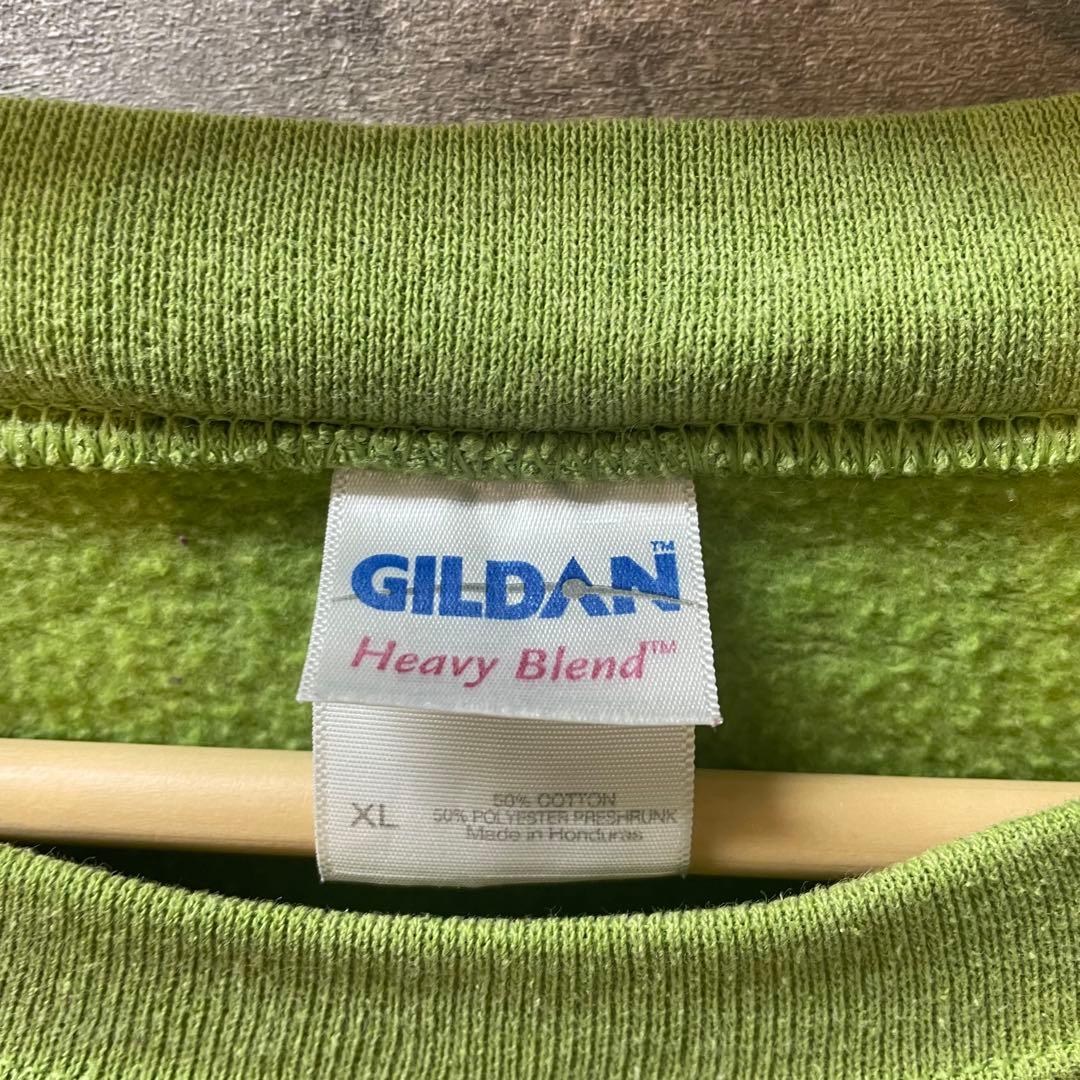 GILDAN™
Heavy Blend™
XL
50% COTTON
50% POLYESTER PRESHRUNK
Made in Honduras